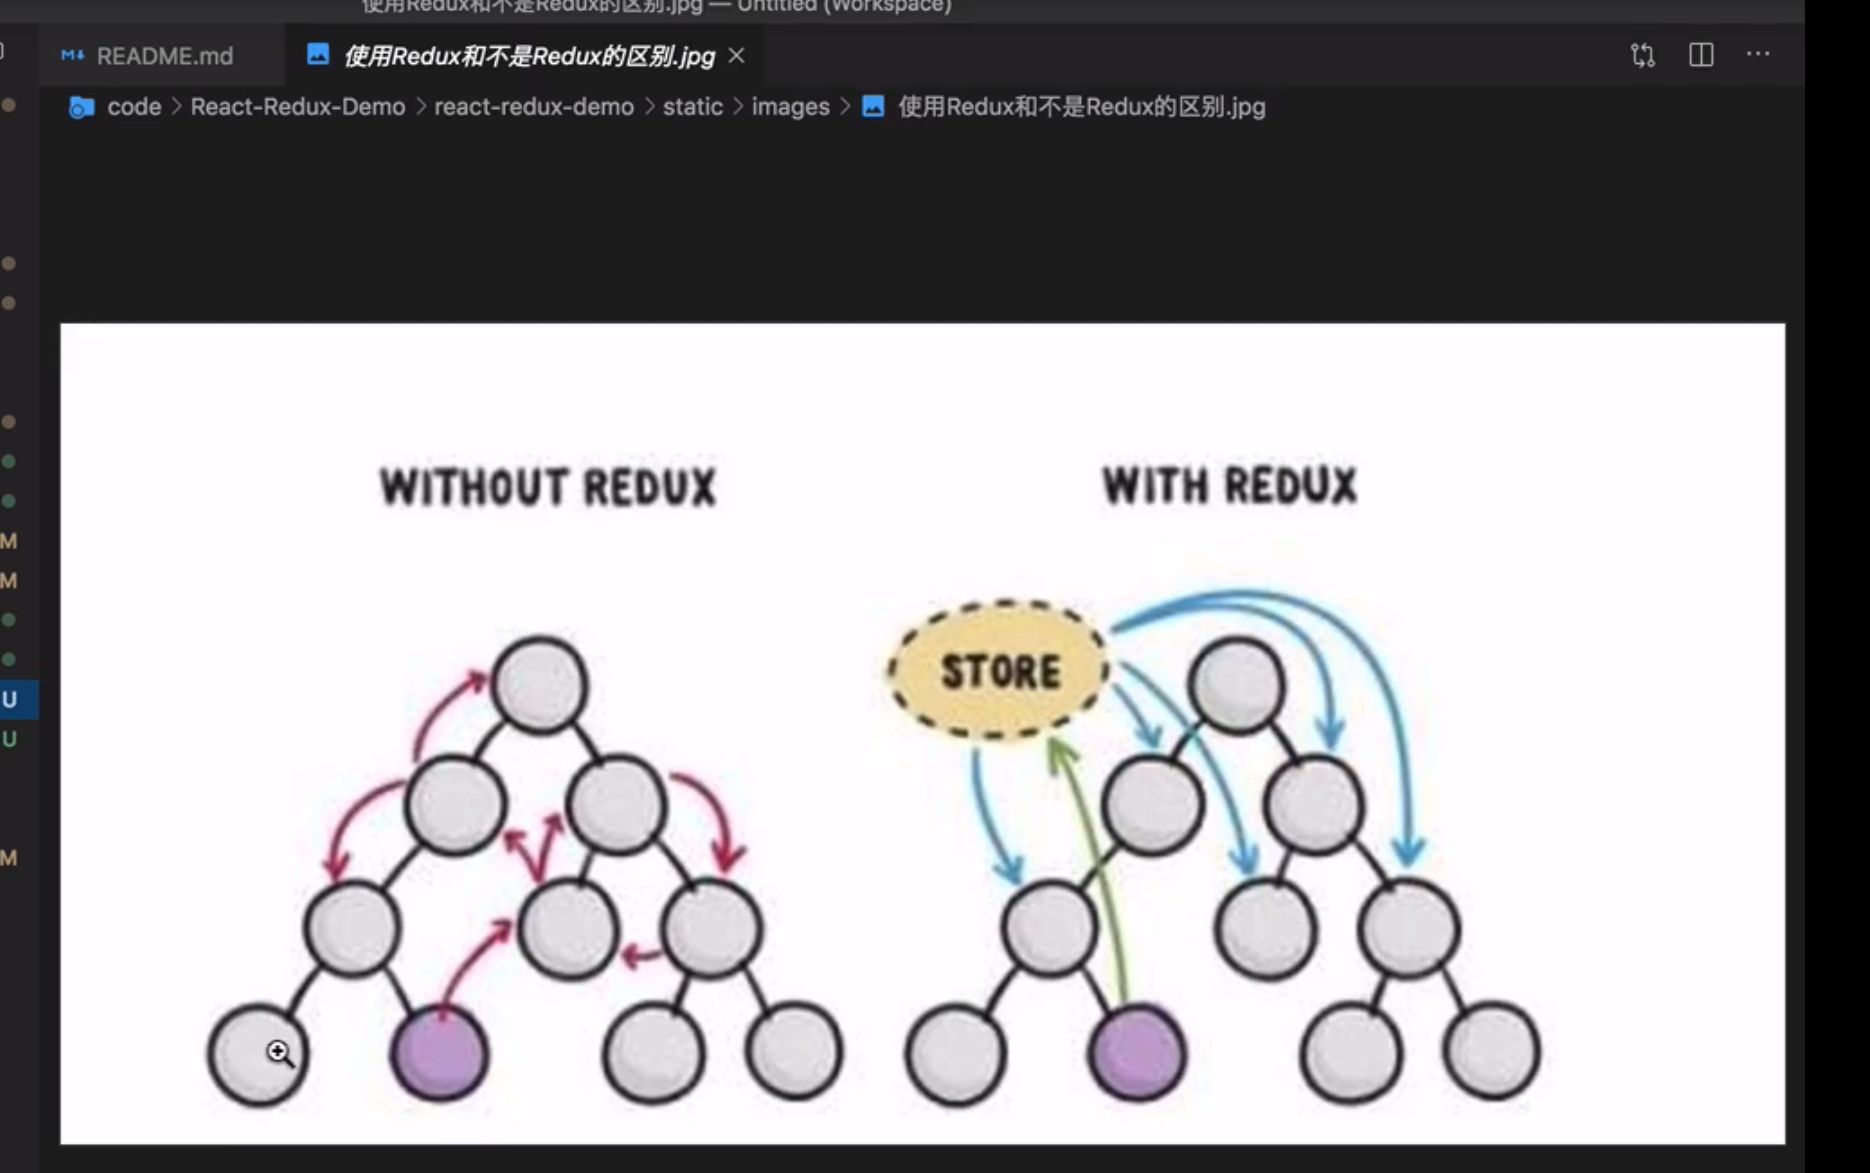 使用Redux和不是Redux的区别.jpg — Untitled (Workspace)
README.md
使用Redux和不是Redux的区别.jpg
code > React-Redux-Demo > react-redux-demo > static > images > 使用Redux和不是Redux的区别.jpg
WITHOUT REDUX
WITH REDUX
STORE
M
M
U
U
M